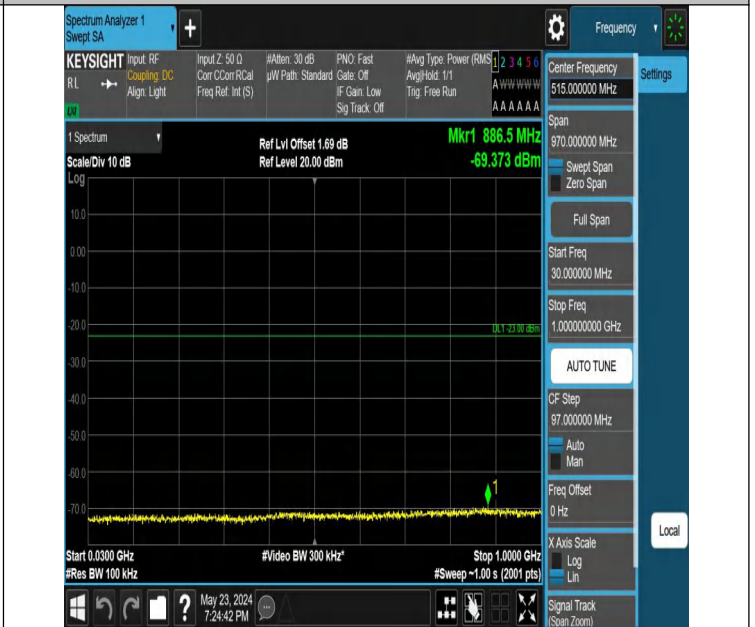 Spectrum Analyzer 1
Swept SA
+
Frequency
KEYSIGHT
RL
LXI
Input: RF
Coupling: DC
Align: Light
Input Z: 50 Ω
Corr CCorr RCal
Freq Ref: Int (S)
#Atten: 30 dB
µW Path: Standard
PNO: Fast
Gate: Off
IF Gain: Low
Sig Track: Off
#Avg Type: Power (RMS
Avg|Hold: 1/1
Trig: Free Run
1 2 3 4 5 6
A W W W W W
A A A A A A
1 Spectrum
Scale/Div 10 dB
Ref Lvl Offset 1.69 dB
Ref Level 20.00 dBm
Mkr1 886.5 MHz
-69.373 dBm
Log
10.0
0.00
-10.0
-20.0
-30.0
-40.0
-50.0
-60.0
-70.0
DL1 -23.00 dBm
1
Start 0.0300 GHz
#Res BW 100 kHz
#Video BW 300 kHz*
Stop 1.0000 GHz
#Sweep ~1.00 s (2001 pts)
Center Frequency
515.000000 MHz
Settings
Span
970.000000 MHz
Swept Span
Zero Span
Full Span
Start Freq
30.000000 MHz
Stop Freq
1.000000000 GHz
AUTO TUNE
CF Step
97.000000 MHz
Auto
Man
Freq Offset
0 Hz
X Axis Scale
Log
Lin
Local
Signal Track
(Span Zoom)
?
May 23, 2024
7:24:42 PM